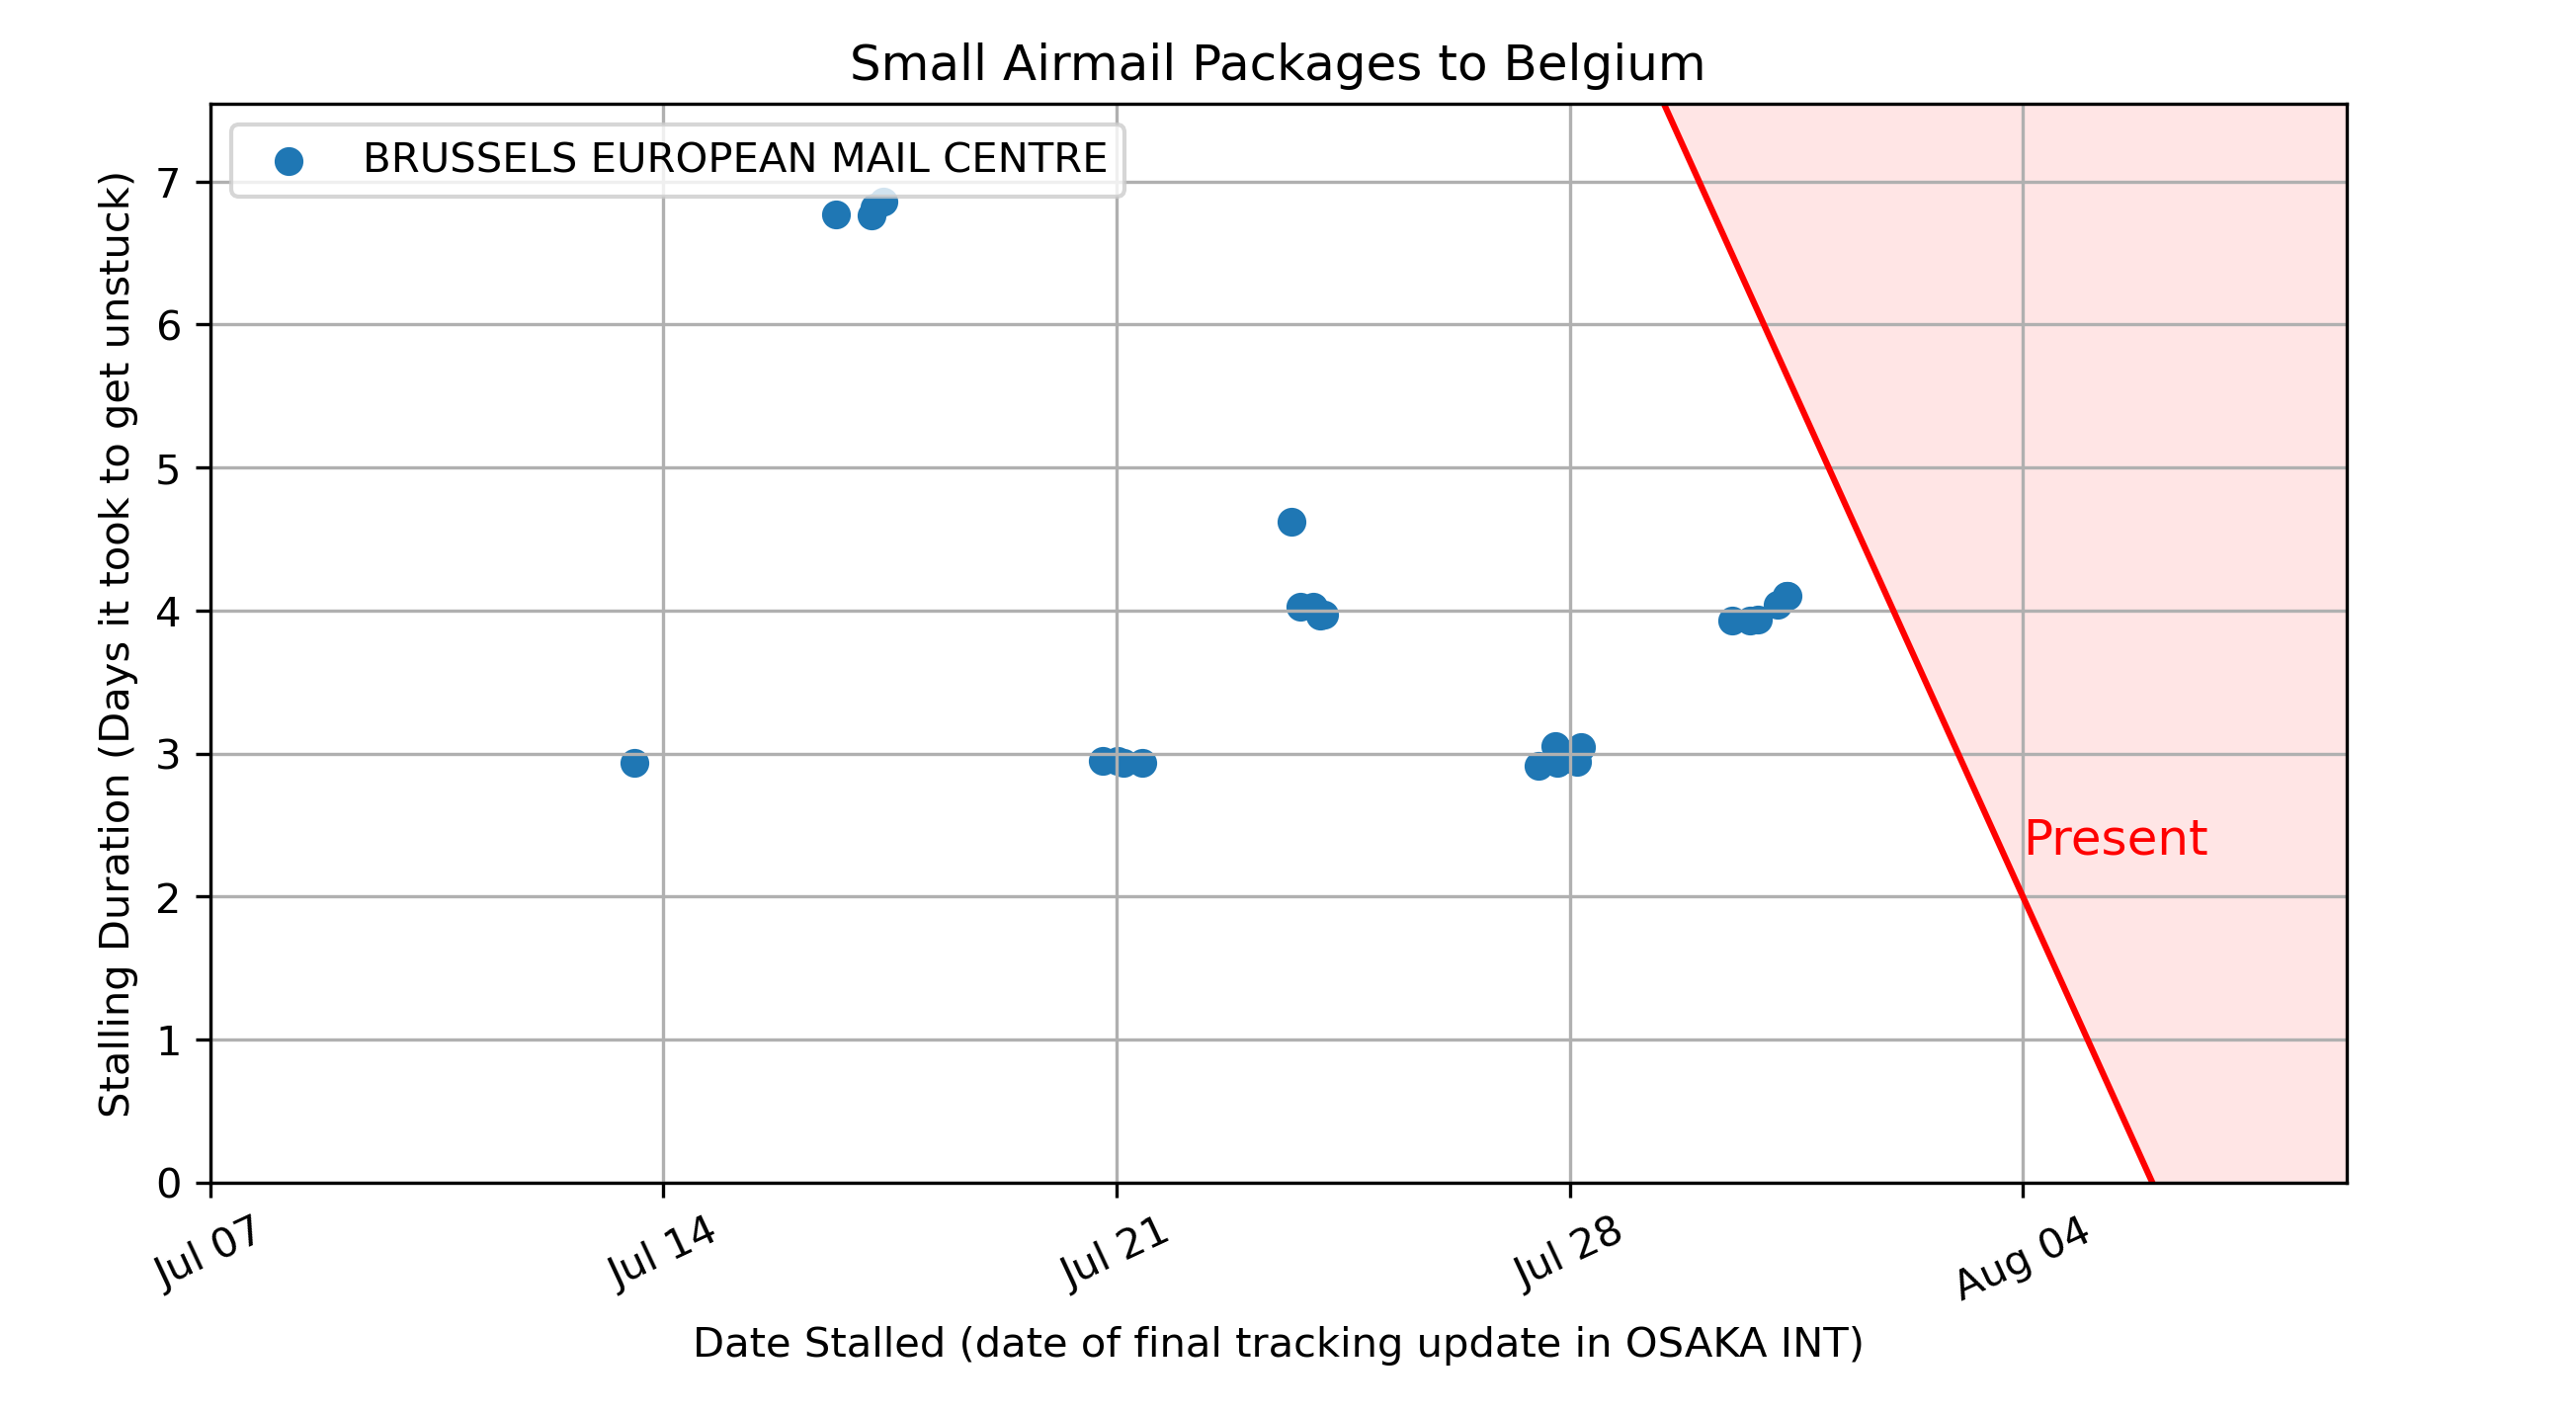 Small Airmail Packages to Belgium
BRUSSELS EUROPEAN MAIL CENTRE
Stalling Duration (Days it took to get unstuck)
7
6
5
4
3
2
1
0
Present
Jul 07
Jul 14
Jul 21
Jul 28
Aug 04
Date Stalled (date of final tracking update in OSAKA INT)